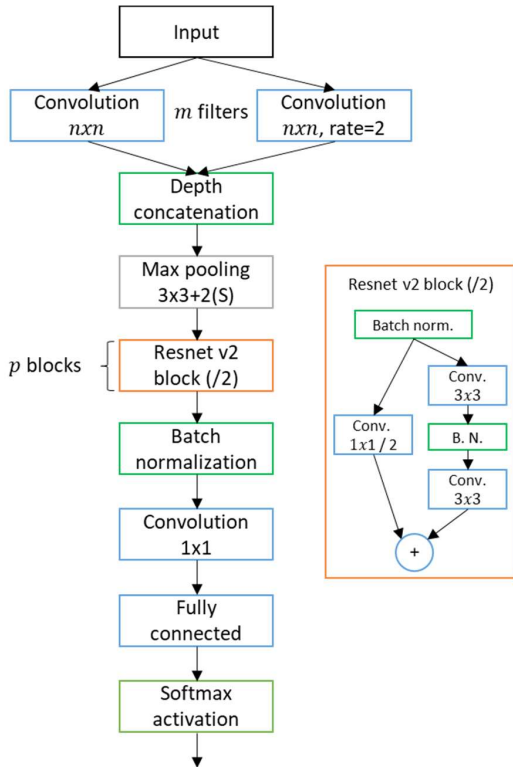 Input
Convolution
nxn
m filters
Convolution
nxn, rate=2
Depth
concatenation
Max pooling
3x3+2(S)
p blocks
Resnet v2
block (/2)
Batch
normalization
Convolution
1x1
Fully
connected
Softmax
activation
Resnet v2 block (/2)
Batch norm.
Conv.
3x3
Conv.
1x1 / 2
B. N.
Conv.
3x3
+